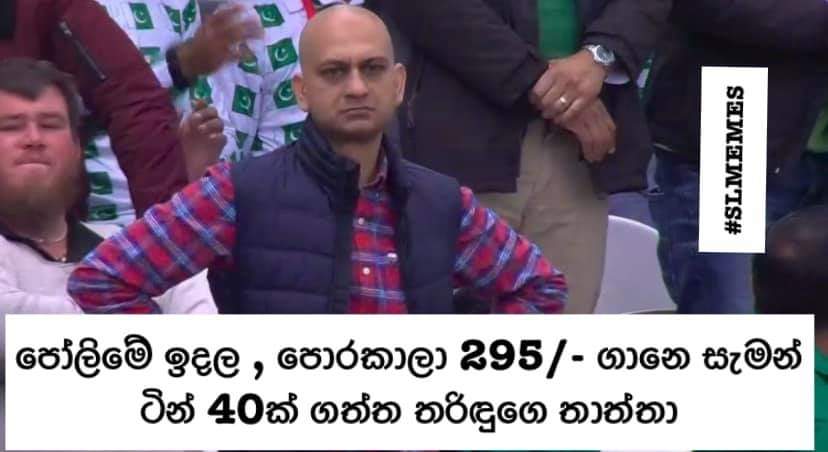 #SLMEMES
පෝලිමේ ඉදල , පොරකාලා 295/- ගානෙ සැමන්
ටින් 40ක් ගත්ත තරිඳුගෙ තාත්තා